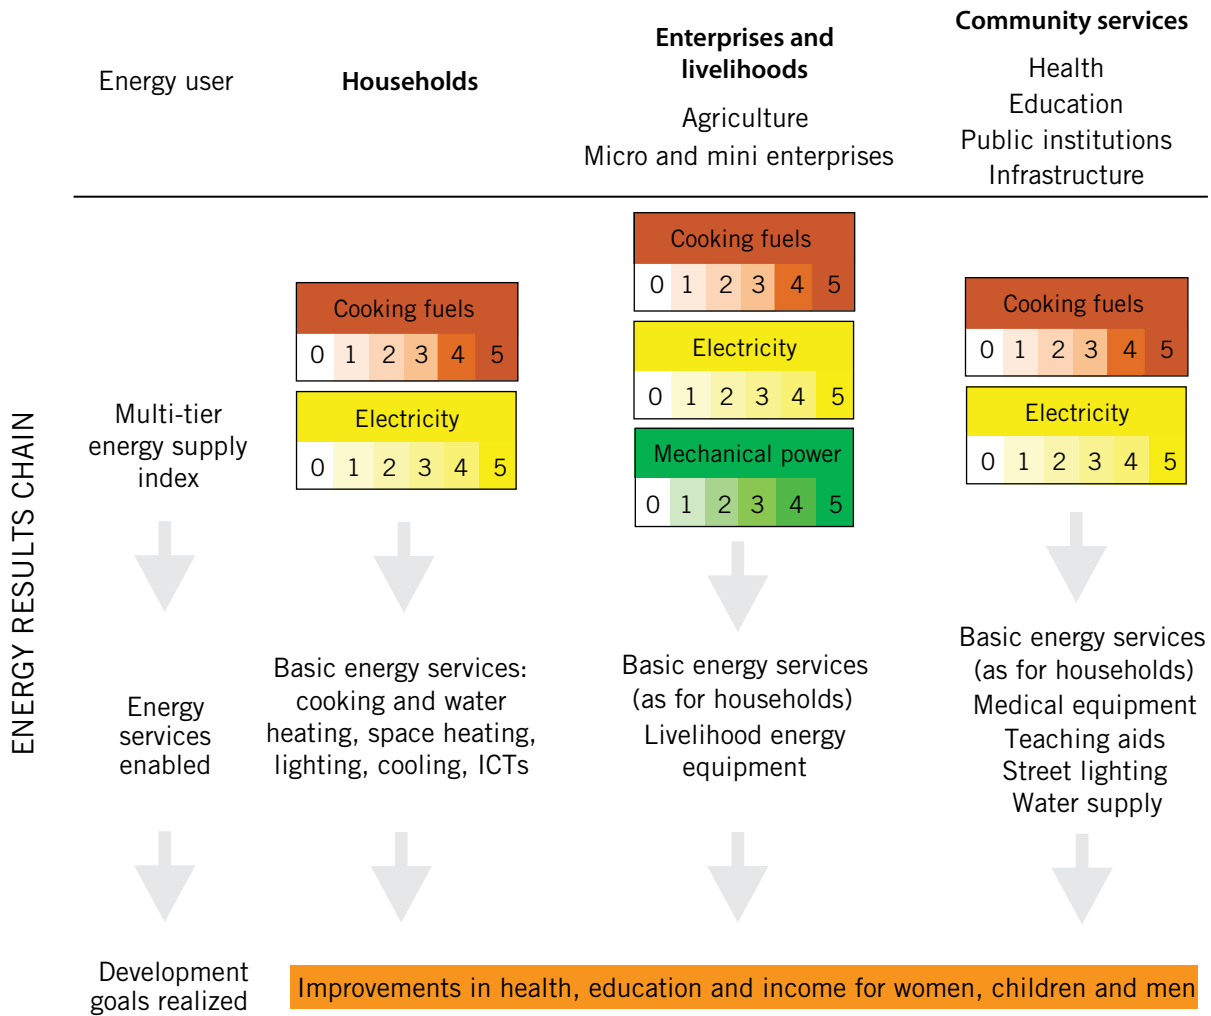 Energy user
Households
Enterprises and
livelihoods
Agriculture
Micro and mini enterprises
Community services
Health
Education
Public institutions
Infrastructure
ENERGY RESULTS CHAIN
Multi-tier
energy supply
index
Cooking fuels
0 1 2 3 4 5
Electricity
0 1 2 3 4 5
Cooking fuels
0 1 2 3 4 5
Electricity
0 1 2 3 4 5
Mechanical power
0 1 2 3 4 5
Cooking fuels
0 1 2 3 4 5
Electricity
0 1 2 3 4 5
Energy
services
enabled
Basic energy services:
cooking and water
heating, space heating,
lighting, cooling, ICTs
Basic energy services
(as for households)
Livelihood energy
equipment
Basic energy services
(as for households)
Medical equipment
Teaching aids
Street lighting
Water supply
Development
goals realized
Improvements in health, education and income for women, children and men